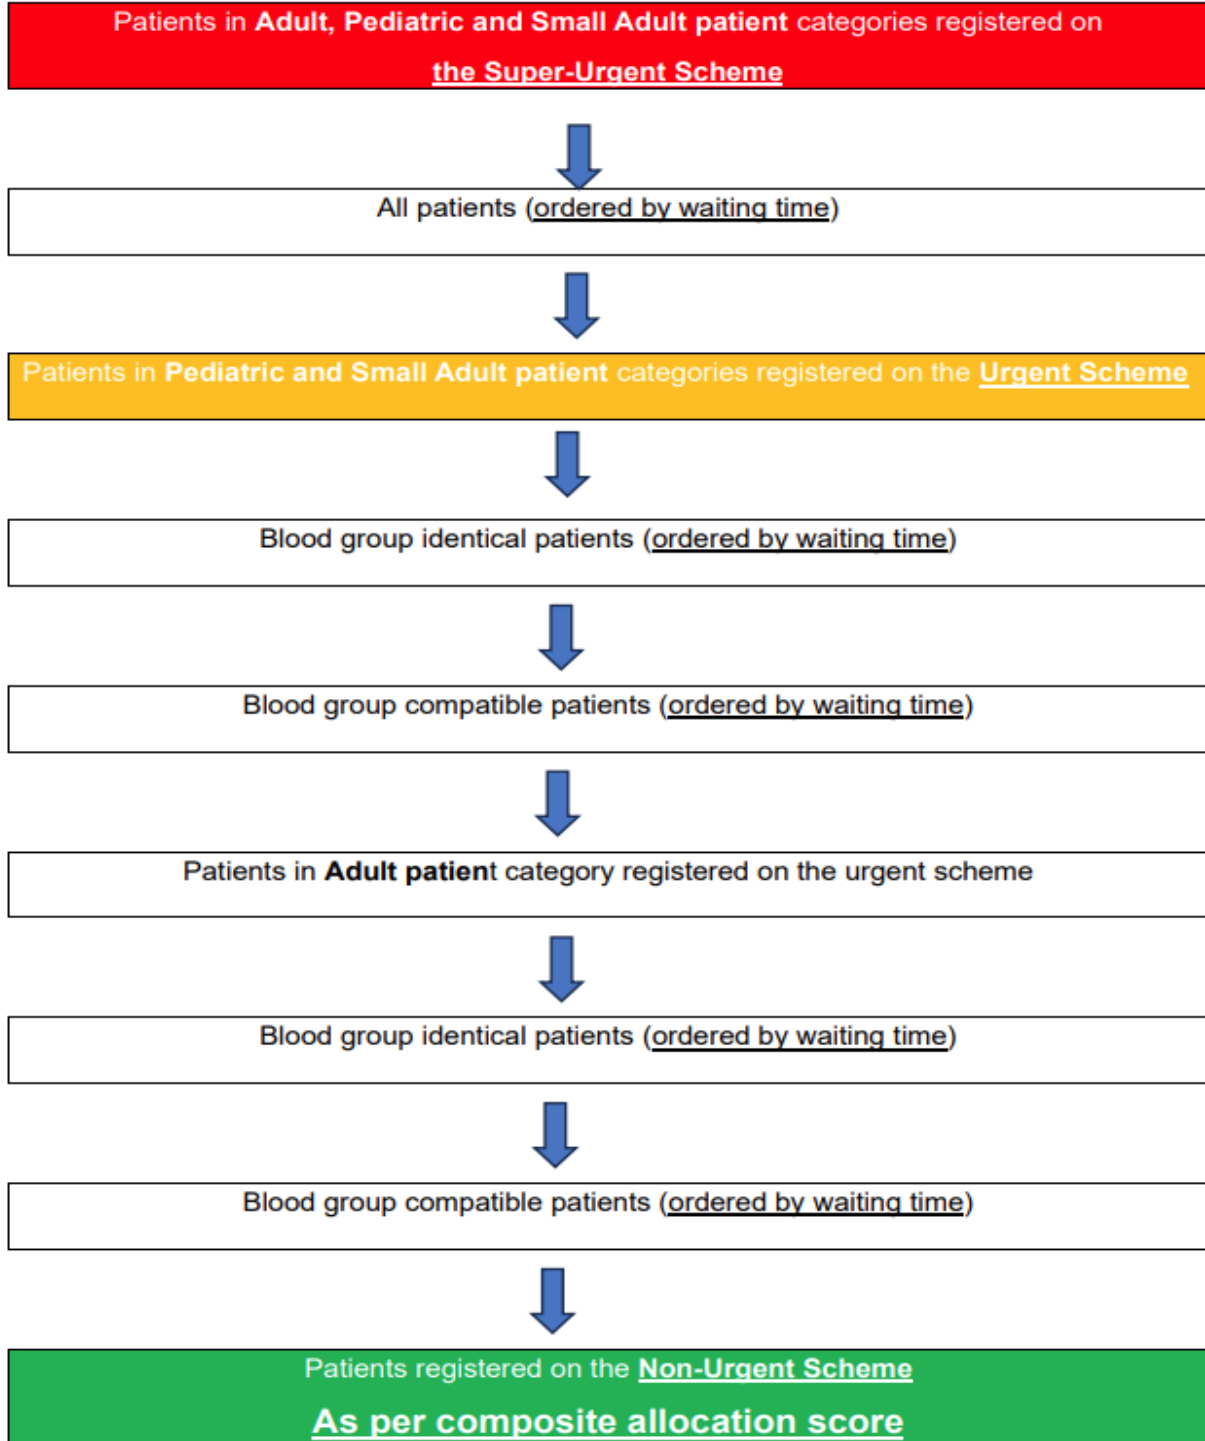 Patients in Adult, Pediatric and Small Adult patient categories registered on
the Super-Urgent Scheme
All patients (ordered by waiting time)
Patients in Pediatric and Small Adult patient categories registered on the Urgent Scheme
Blood group identical patients (ordered by waiting time)
Blood group compatible patients (ordered by waiting time)
Patients in Adult patient category registered on the urgent scheme
Blood group identical patients (ordered by waiting time)
Blood group compatible patients (ordered by waiting time)
Patients registered on the Non-Urgent Scheme
As per composite allocation score